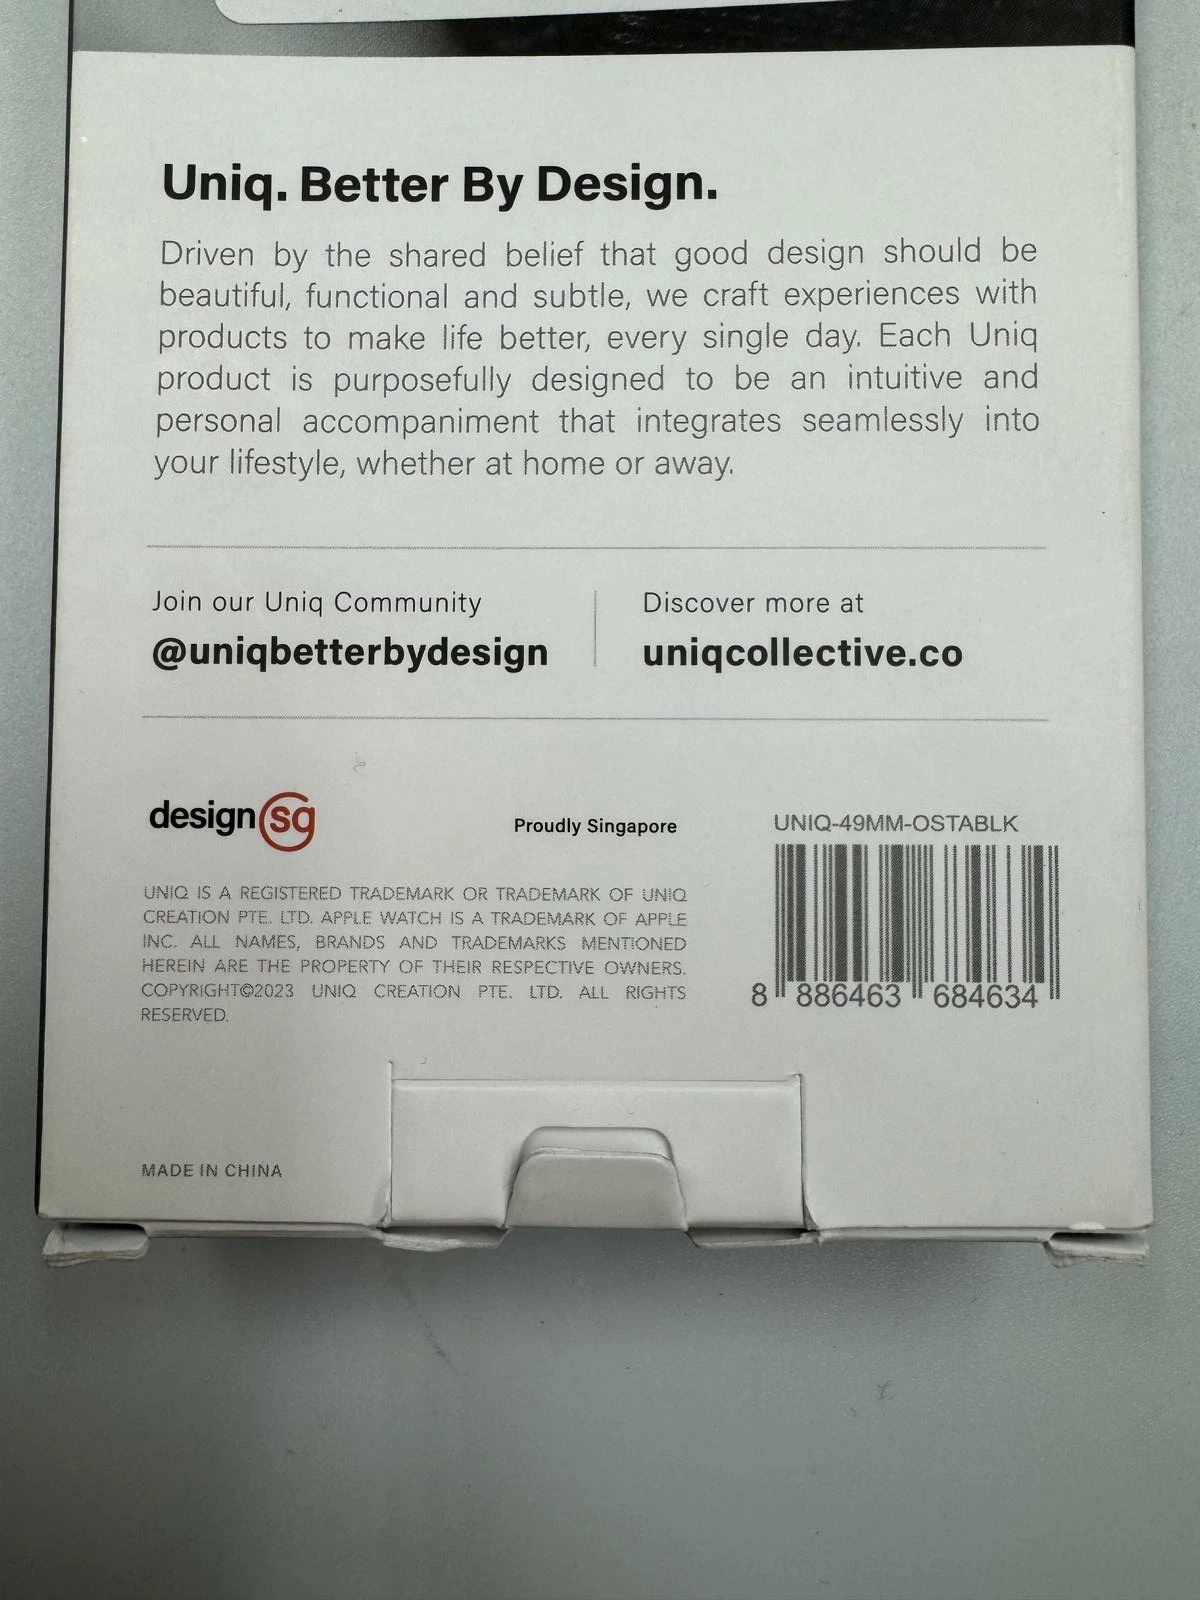 Uniq. Better By Design.
Driven by the shared belief that good design should be
beautiful, functional and subtle, we craft experiences with
products to make life better, every single day. Each Uniq
product is purposefully designed to be an intuitive and
personal accompaniment that integrates seamlessly into
your lifestyle, whether at home or away.
Join our Uniq Community
@uniqbetterbydesign
Discover more at
uniqcollective.co
design sg
Proudly Singapore
UNIQ IS A REGISTERED TRADEMARK OR TRADEMARK OF UNIQ
CREATION PTE. LTD. APPLE WATCH IS A TRADEMARK OF APPLE
INC. ALL NAMES, BRANDS AND TRADEMARKS MENTIONED
HEREIN ARE THE PROPERTY OF THEIR RESPECTIVE OWNERS.
COPYRIGHT©2023 UNIQ CREATION PTE. LTD. ALL RIGHTS
RESERVED.
UNIQ-49MM-OSTABLK
8 886463 684634
MADE IN CHINA